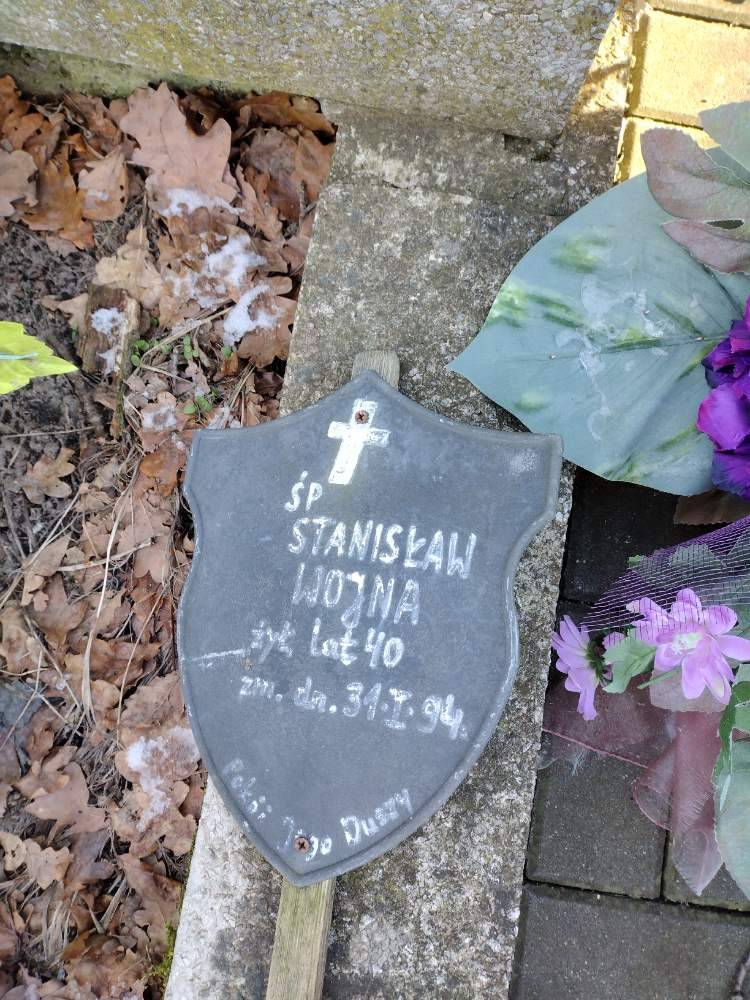 ŚP
STANISŁAW
WOJNA
żył lat 40
zm. dn. 31.I.94.
Pokój Jego Duszy